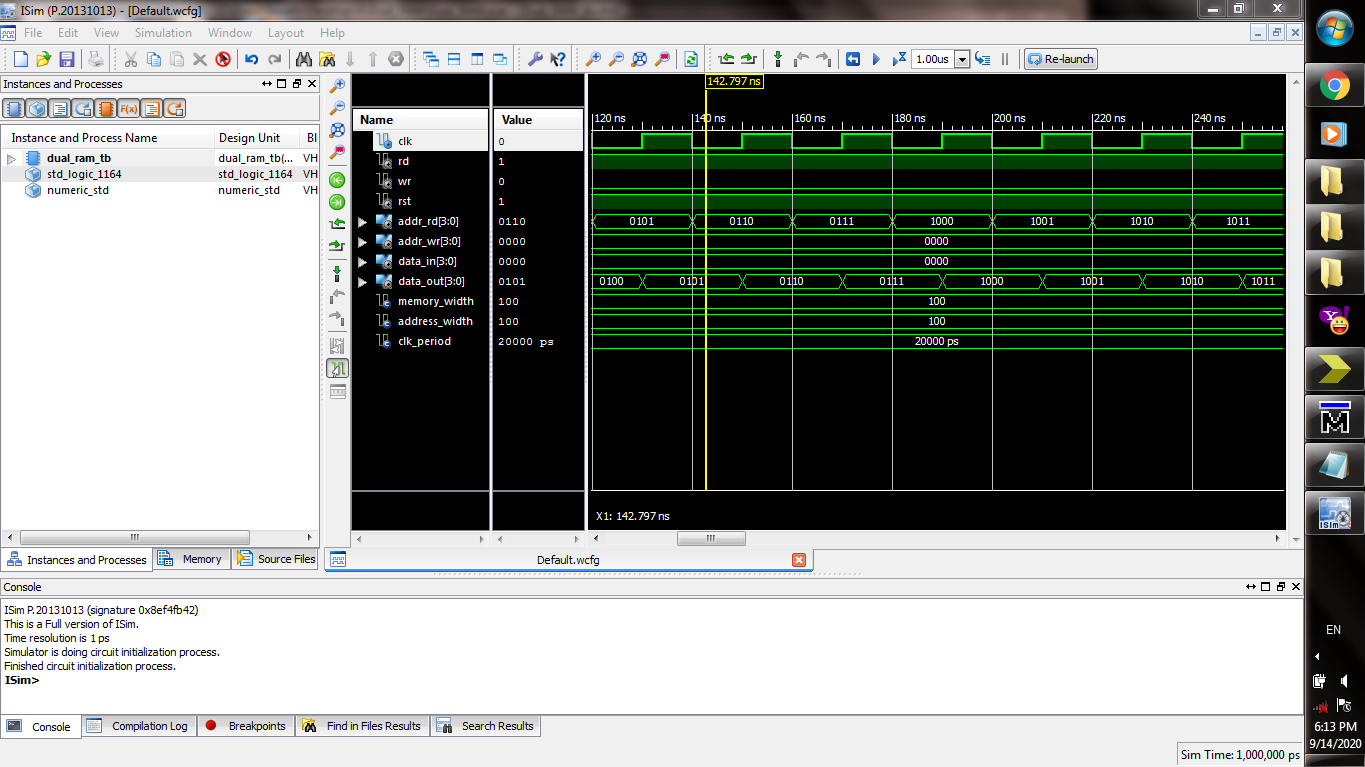 ISim (P.20131013) - [Default.wcfg]
File Edit View Simulation Window Layout Help
1.00us Re-launch
Instances and Processes
Instance and Process Name Design Unit Bl
dual_ram_tb dual_ram_tb(... VH
std_logic_1164 std_logic_1164 VH
numeric_std numeric_std VH
Instances and Processes Memory Source Files
Name Value
clk 0
rd 1
wr 0
rst 1
addr_rd[3:0] 0110
addr_wr[3:0] 0000
data_in[3:0] 0000
data_out[3:0] 0101
memory_width 100
address_width 100
clk_period 20000 ps
142.797 ns
120 ns 140 ns 160 ns 180 ns 200 ns 220 ns 240 ns
0101 0110 0111 1000 1001 1010 1011
0000
0000
0100 0101 0110 0111 1000 1001 1010 1011
100
100
20000 ps
X1: 142.797 ns
Default.wcfg
Console
ISim P.20131013 (signature 0x8ef4fb42)
This is a Full version of ISim.
Time resolution is 1 ps
Simulator is doing circuit initialization process.
Finished circuit initialization process.
ISim>
Console Compilation Log Breakpoints Find in Files Results Search Results
Sim Time: 1,000,000 ps
EN
6:13 PM
9/14/2020